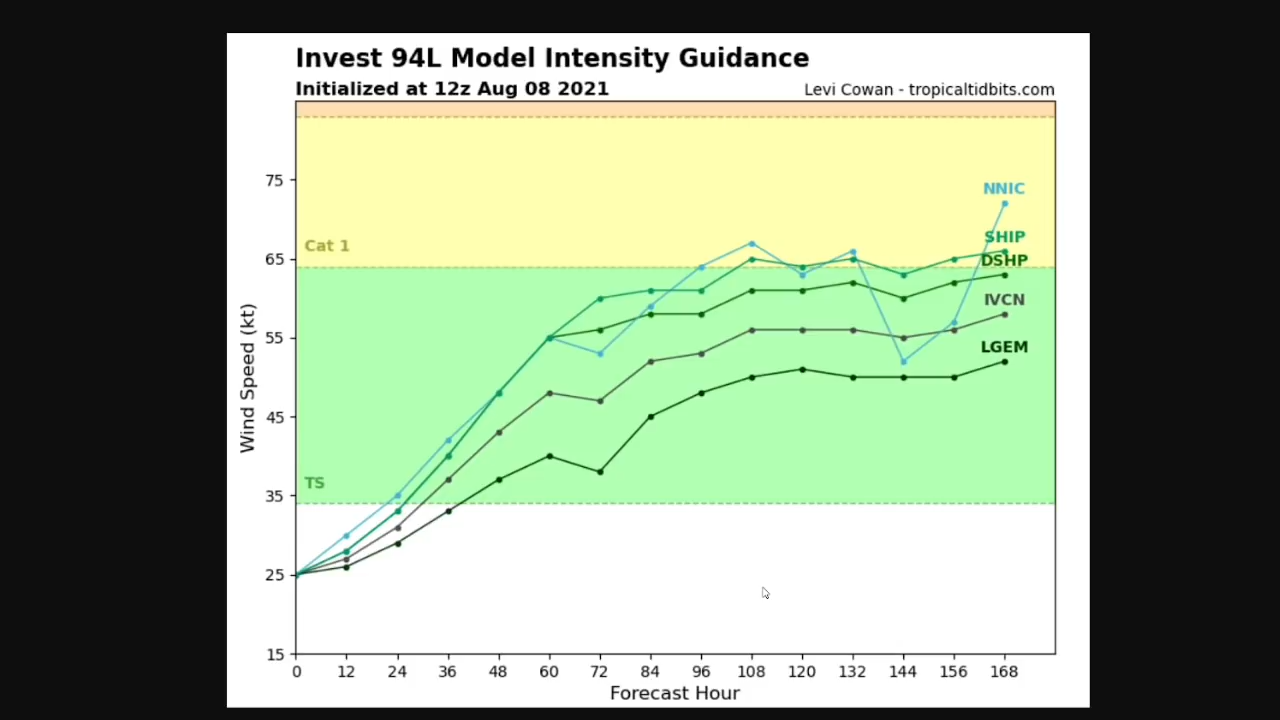 Invest 94L Model Intensity Guidance
Initialized at 12z Aug 08 2021
Levi Cowan - tropicaltidbits.com
75
65
55
45
35
25
15
Wind Speed (kt)
Cat 1
TS
NNIC
SHIP
DSHP
IVCN
LGEM
0 12 24 36 48 60 72 84 96 108 120 132 144 156 168
Forecast Hour